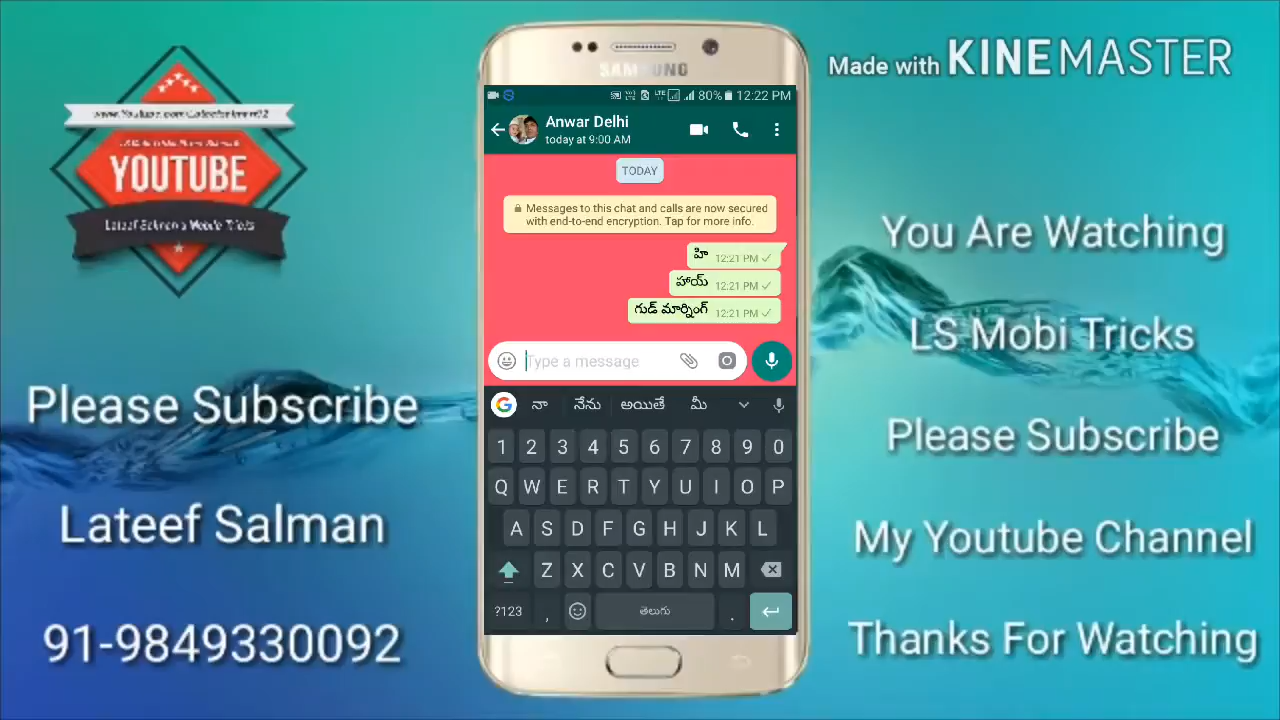 YOUTUBE
Lateef Salman's Mobile Tricks
Please Subscribe
Lateef Salman
91-9849330092
SAMSUNG
80% 12:22 PM
Anwar Delhi
today at 9:00 AM
TODAY
Messages to this chat and calls are now secured
with end-to-end encryption. Tap for more info.
హి 12:21 PM
హాయ్ 12:21 PM
గుడ్ మార్నింగ్ 12:21 PM
Type a message
G నా నేను అయితే మీ
1 2 3 4 5 6 7 8 9 0
Q W E R T Y U I O P
A S D F G H J K L
Z X C V B N M
?123 , తెలుగు .
Made with KINEMASTER
You Are Watching
LS Mobi Tricks
Please Subscribe
My Youtube Channel
Thanks For Watching